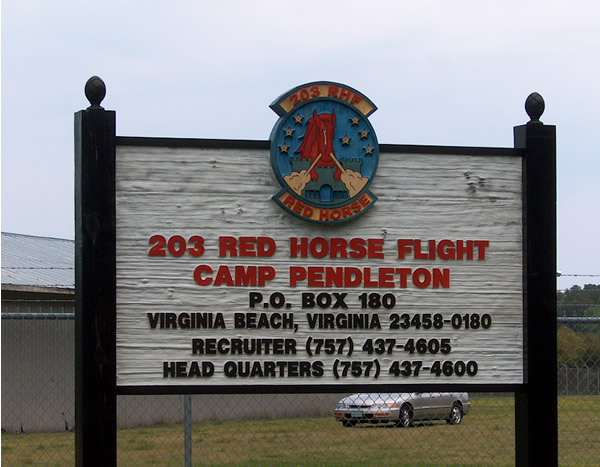 203 RHF
RED HORSE
203 RED HORSE FLIGHT
CAMP PENDLETON
P.O. BOX 180
VIRGINIA BEACH, VIRGINIA 23458-0180
RECRUITER (757) 437-4605
HEAD QUARTERS (757) 437-4600